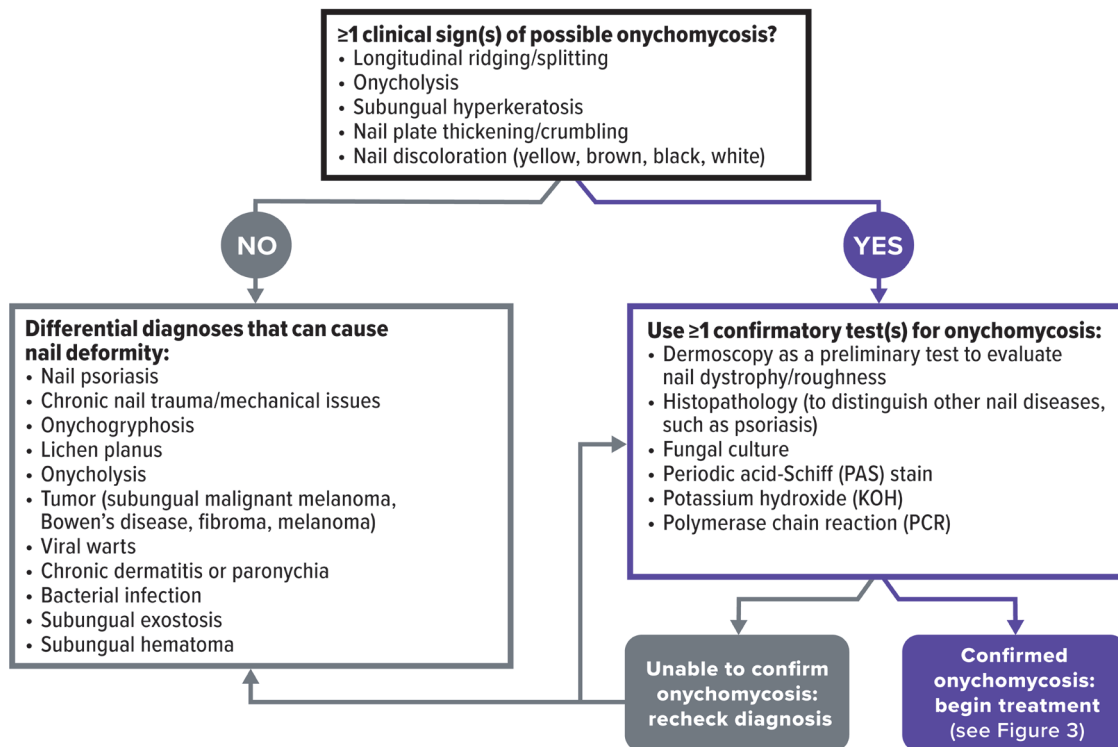 ≥1 clinical sign(s) of possible onychomycosis?
• Longitudinal ridging/splitting
• Onycholysis
• Subungual hyperkeratosis
• Nail plate thickening/crumbling
• Nail discoloration (yellow, brown, black, white)
NO
YES
Differential diagnoses that can cause
nail deformity:
• Nail psoriasis
• Chronic nail trauma/mechanical issues
• Onychogryphosis
• Lichen planus
• Onycholysis
• Tumor (subungual malignant melanoma,
Bowen’s disease, fibroma, melanoma)
• Viral warts
• Chronic dermatitis or paronychia
• Bacterial infection
• Subungual exostosis
• Subungual hematoma
Use ≥1 confirmatory test(s) for onychomycosis:
• Dermoscopy as a preliminary test to evaluate
nail dystrophy/roughness
• Histopathology (to distinguish other nail diseases,
such as psoriasis)
• Fungal culture
• Periodic acid-Schiff (PAS) stain
• Potassium hydroxide (KOH)
• Polymerase chain reaction (PCR)
Unable to confirm
onychomycosis:
recheck diagnosis
Confirmed
onychomycosis:
begin treatment
(see Figure 3)